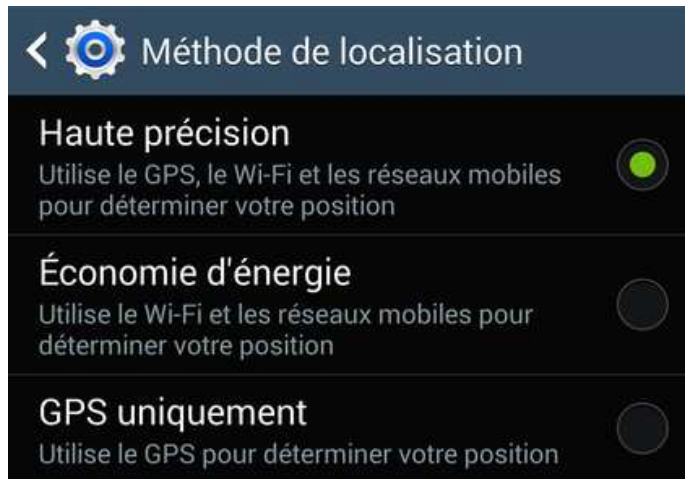 Méthode de localisation
Haute précision
Utilise le GPS, le Wi-Fi et les réseaux mobiles
pour déterminer votre position
Économie d'énergie
Utilise le Wi-Fi et les réseaux mobiles pour
déterminer votre position
GPS uniquement
Utilise le GPS pour déterminer votre position